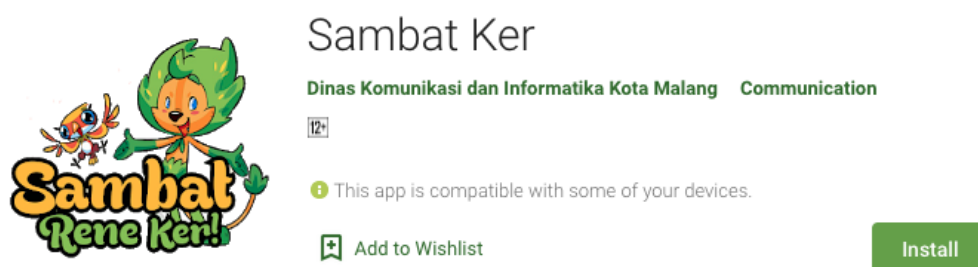 Sambat Ker
Dinas Komunikasi dan Informatika Kota Malang Communication
12+
This app is compatible with some of your devices.
Sambat
Rene Ker!
Add to Wishlist
Install